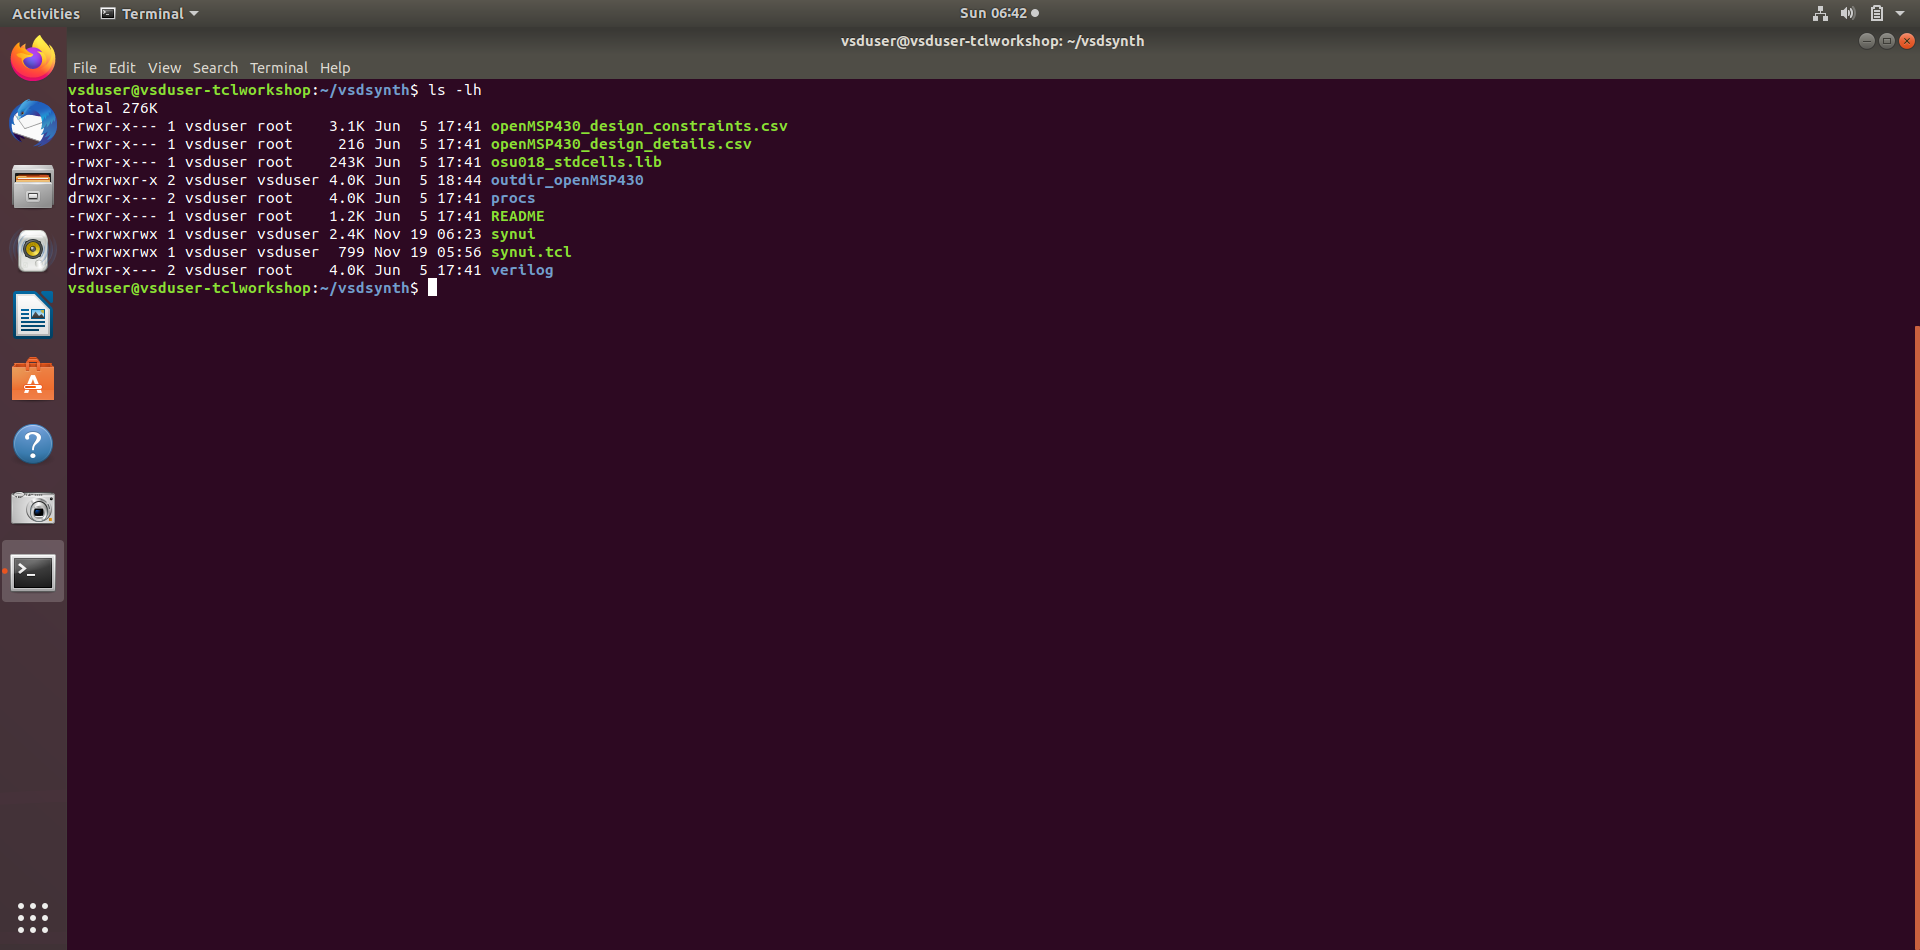 Activities Terminal Sun 06:42
vsduser@vsduser-tclworkshop: ~/vsdsynth
File Edit View Search Terminal Help
vsduser@vsduser-tclworkshop:~/vsdsynth$ ls -lh
total 276K
-rwxr-x--- 1 vsduser root    3.1K Jun  5 17:41 openMSP430_design_constraints.csv
-rwxr-x--- 1 vsduser root     216 Jun  5 17:41 openMSP430_design_details.csv
-rwxr-x--- 1 vsduser root    243K Jun  5 17:41 osu018_stdcells.lib
drwxrwxr-x 2 vsduser vsduser 4.0K Jun  5 18:44 outdir_openMSP430
drwxr-x--- 2 vsduser root    4.0K Jun  5 17:41 procs
-rwxr-x--- 1 vsduser root    1.2K Jun  5 17:41 README
-rwxrwxrwx 1 vsduser vsduser 2.4K Nov 19 06:23 synui
-rwxrwxrwx 1 vsduser vsduser  799 Nov 19 05:56 synui.tcl
drwxr-x--- 2 vsduser root    4.0K Jun  5 17:41 verilog
vsduser@vsduser-tclworkshop:~/vsdsynth$